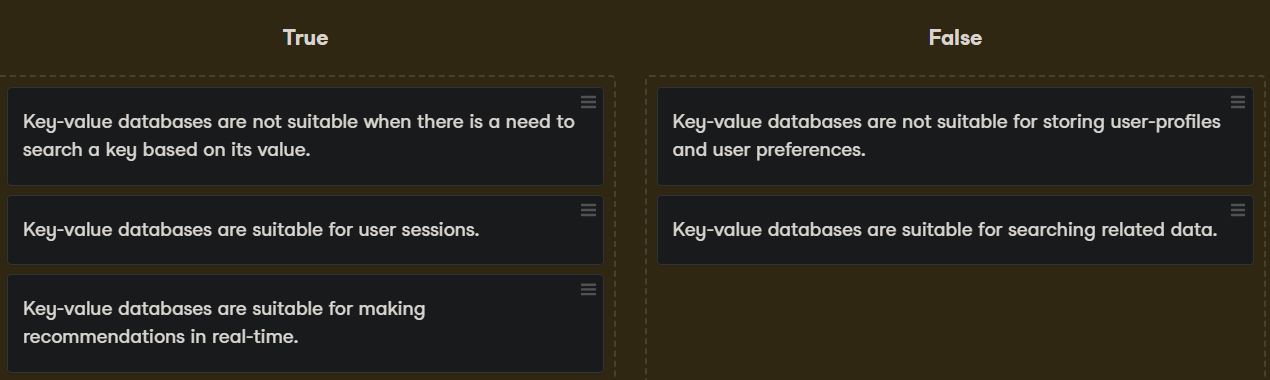 True
Key-value databases are not suitable when there is a need to
search a key based on its value.
Key-value databases are suitable for user sessions.
Key-value databases are suitable for making
recommendations in real-time.
False
Key-value databases are not suitable for storing user-profiles
and user preferences.
Key-value databases are suitable for searching related data.